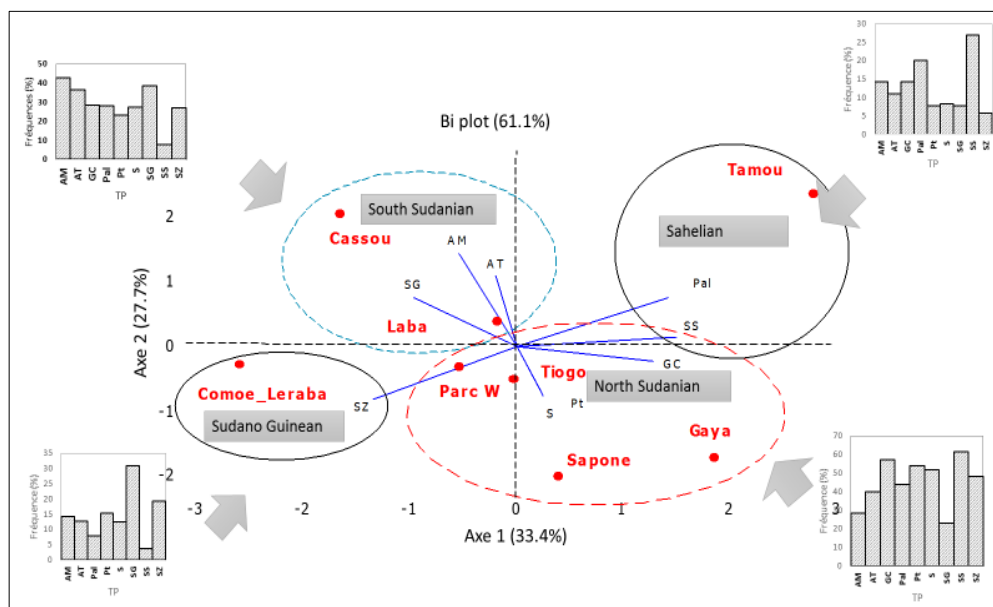 Fréquences (%)
50
40
30
20
10
0
AM AT GC Pal Pt S SG SS SZ
TP
Fréquences (%)
30
25
20
15
10
5
0
AM AT GC Pal Pt S SG SS SZ
TP
Bi plot (61.1%)
Axe 2 (27.7%)
2
1
0
-1
-2
Tamou
South Sudanian
Cassou
Sahelian
AM
AT
SG
Pal
Laba
SS
GC
Comoe_Leraba
Parc W
Tiogo
North Sudanian
SZ
Pt
S
Sudano Guinean
Gaya
Sapone
-3 -2 -1 0 1 2 3
Axe 1 (33.4%)
Fréquence (%)
35
30
25
20
15
10
5
0
AM AT Pal Pt S SG SS SZ
TP
Fréquence (%)
70
60
50
40
30
20
10
0
AM AT GC Pal Pt S SG SS SZ
TP